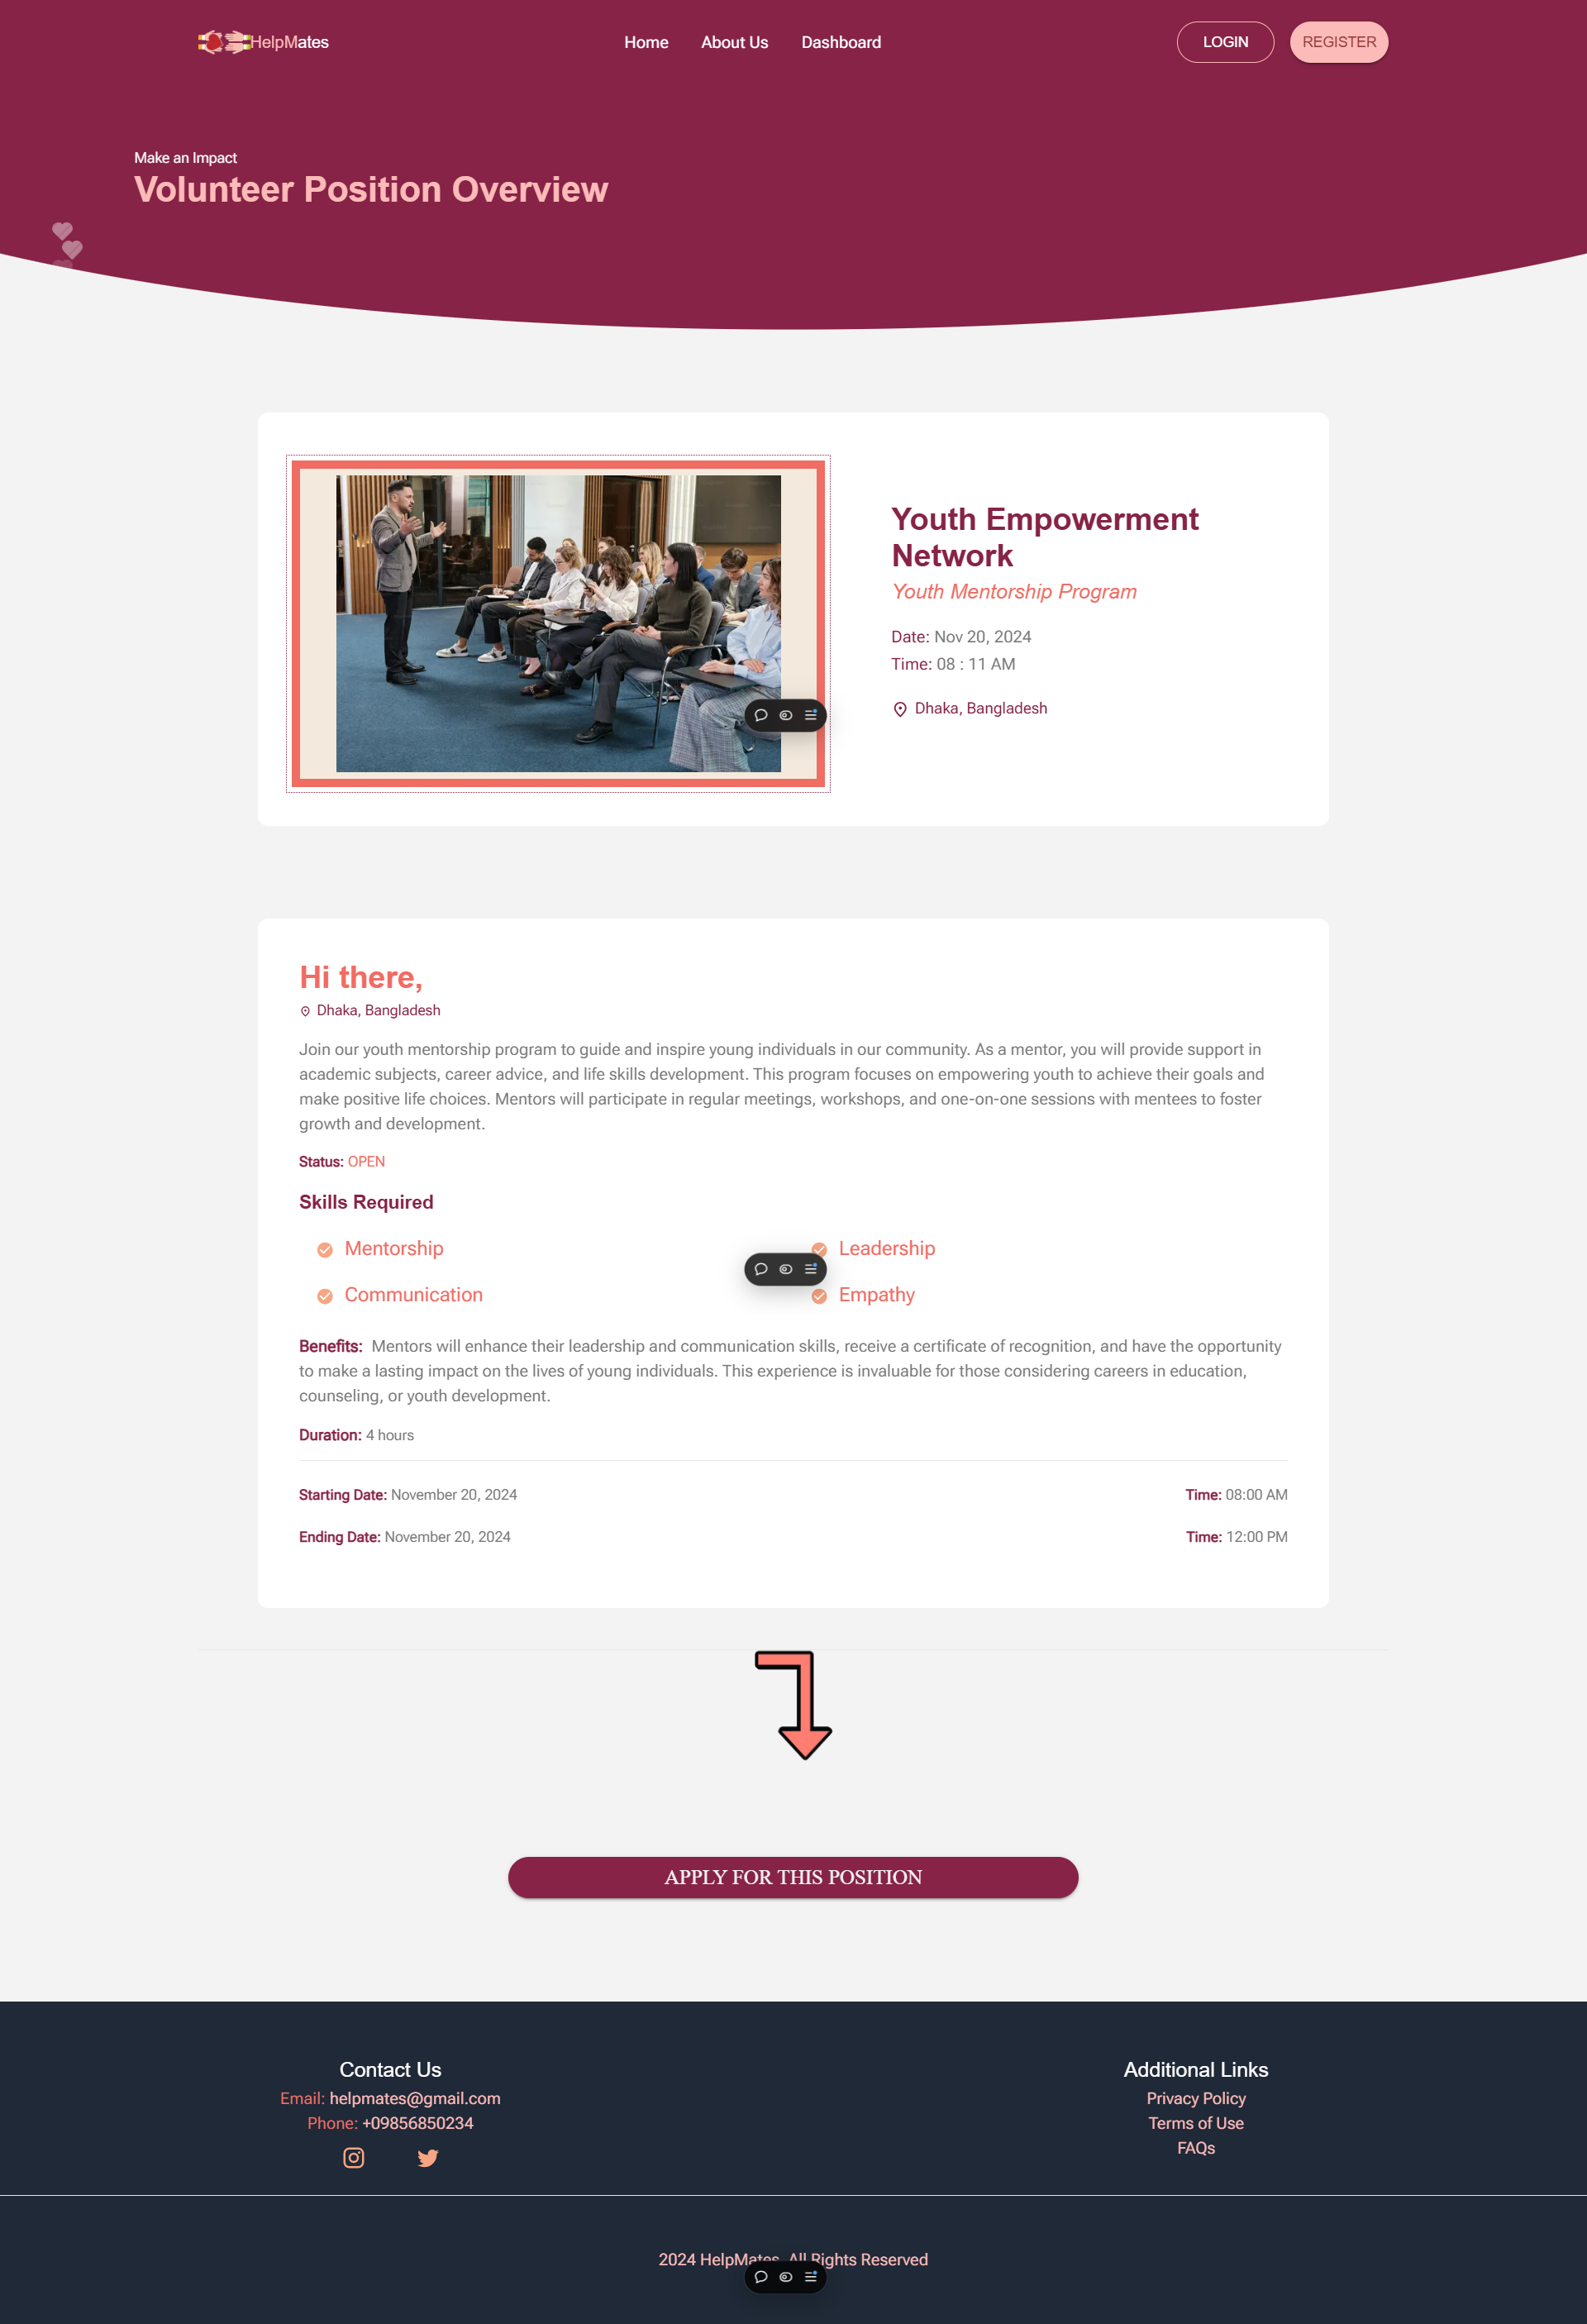 HelpMates
Home
About Us
Dashboard
LOGIN
REGISTER
Make an Impact
Volunteer Position Overview
Youth Empowerment
Network
Youth Mentorship Program
Date: Nov 20, 2024
Time: 08 : 11 AM
Dhaka, Bangladesh
Hi there,
Dhaka, Bangladesh
Join our youth mentorship program to guide and inspire young individuals in our community. As a mentor, you will provide support in
academic subjects, career advice, and life skills development. This program focuses on empowering youth to achieve their goals and
make positive life choices. Mentors will participate in regular meetings, workshops, and one-on-one sessions with mentees to foster
growth and development.
Status: OPEN
Skills Required
Mentorship
Leadership
Communication
Empathy
Benefits: Mentors will enhance their leadership and communication skills, receive a certificate of recognition, and have the opportunity
to make a lasting impact on the lives of young individuals. This experience is invaluable for those considering careers in education,
counseling, or youth development.
Duration: 4 hours
Starting Date: November 20, 2024
Time: 08:00 AM
Ending Date: November 20, 2024
Time: 12:00 PM
APPLY FOR THIS POSITION
Contact Us
Email: helpmates@gmail.com
Phone: +09856850234
Additional Links
Privacy Policy
Terms of Use
FAQs
2024 HelpMates. All Rights Reserved